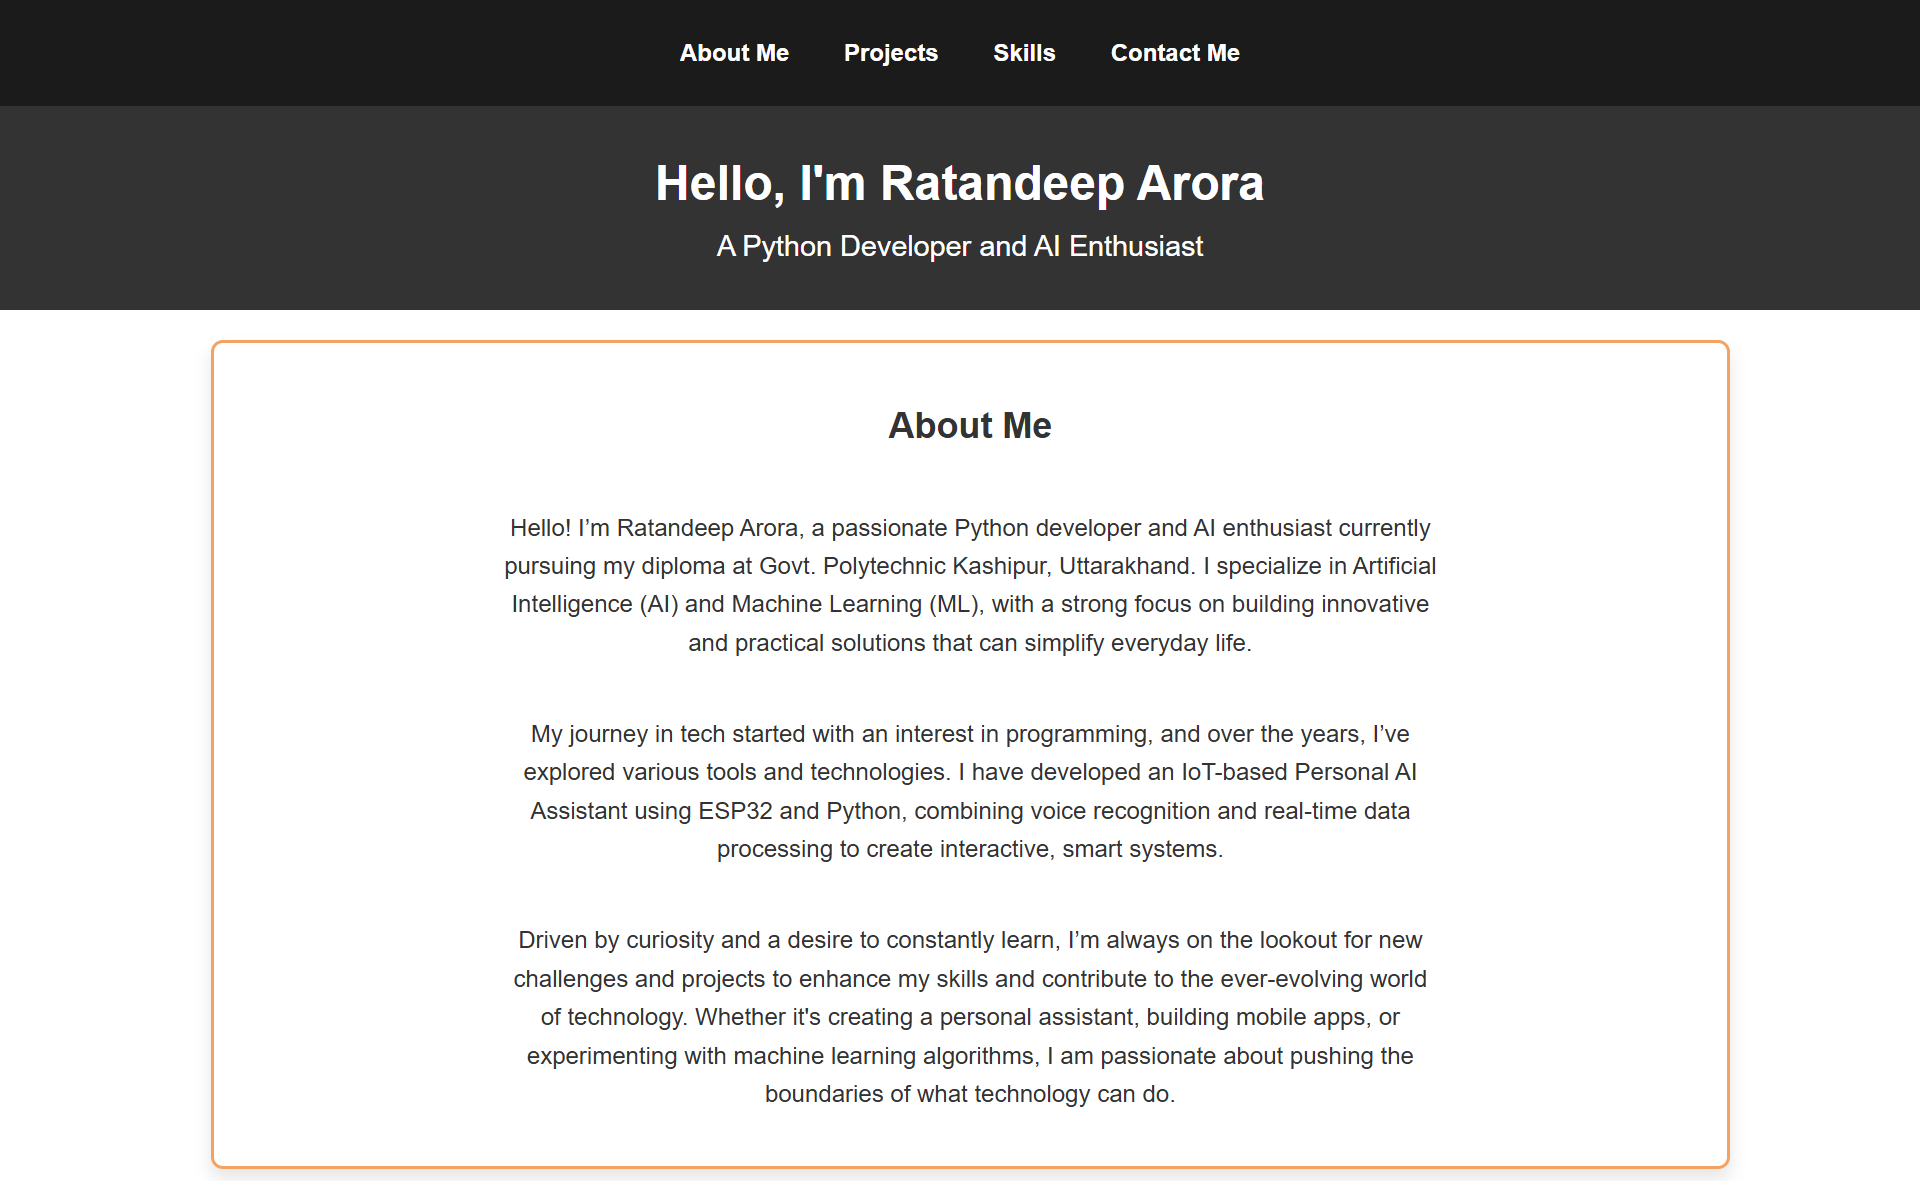 About Me Projects Skills Contact Me
Hello, I'm Ratandeep Arora
A Python Developer and AI Enthusiast
About Me
Hello! I’m Ratandeep Arora, a passionate Python developer and AI enthusiast currently
pursuing my diploma at Govt. Polytechnic Kashipur, Uttarakhand. I specialize in Artificial
Intelligence (AI) and Machine Learning (ML), with a strong focus on building innovative
and practical solutions that can simplify everyday life.
My journey in tech started with an interest in programming, and over the years, I’ve
explored various tools and technologies. I have developed an IoT-based Personal AI
Assistant using ESP32 and Python, combining voice recognition and real-time data
processing to create interactive, smart systems.
Driven by curiosity and a desire to constantly learn, I’m always on the lookout for new
challenges and projects to enhance my skills and contribute to the ever-evolving world
of technology. Whether it's creating a personal assistant, building mobile apps, or
experimenting with machine learning algorithms, I am passionate about pushing the
boundaries of what technology can do.